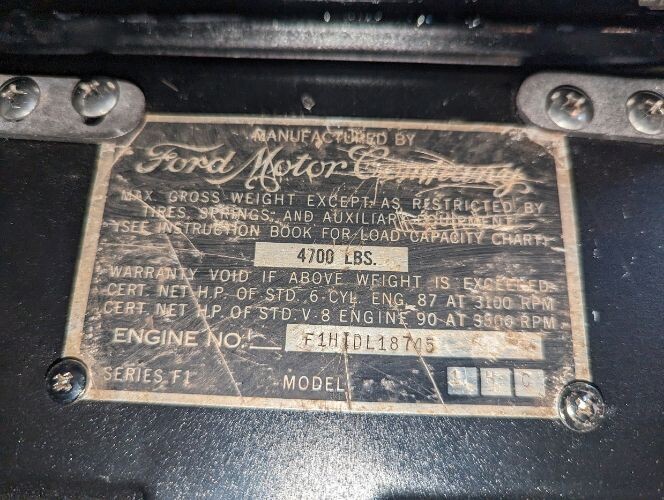 MANUFACTURED BY
Ford Motor Company
MAX. GROSS WEIGHT EXCEPT AS RESTRICTED BY
TIRES, SPRINGS, AND AUXILIARY EQUIPMENT
(SEE INSTRUCTION BOOK FOR LOAD CAPACITY CHART)
4700 LBS.
WARRANTY VOID IF ABOVE WEIGHT IS EXCEEDED
CERT. NET H.P. OF STD. 6-CYL. ENG. 87 AT 3100 RPM
CERT. NET H.P. OF STD. V-8 ENGINE 90 AT 3500 RPM
ENGINE NO.
SERIES F1 MODEL